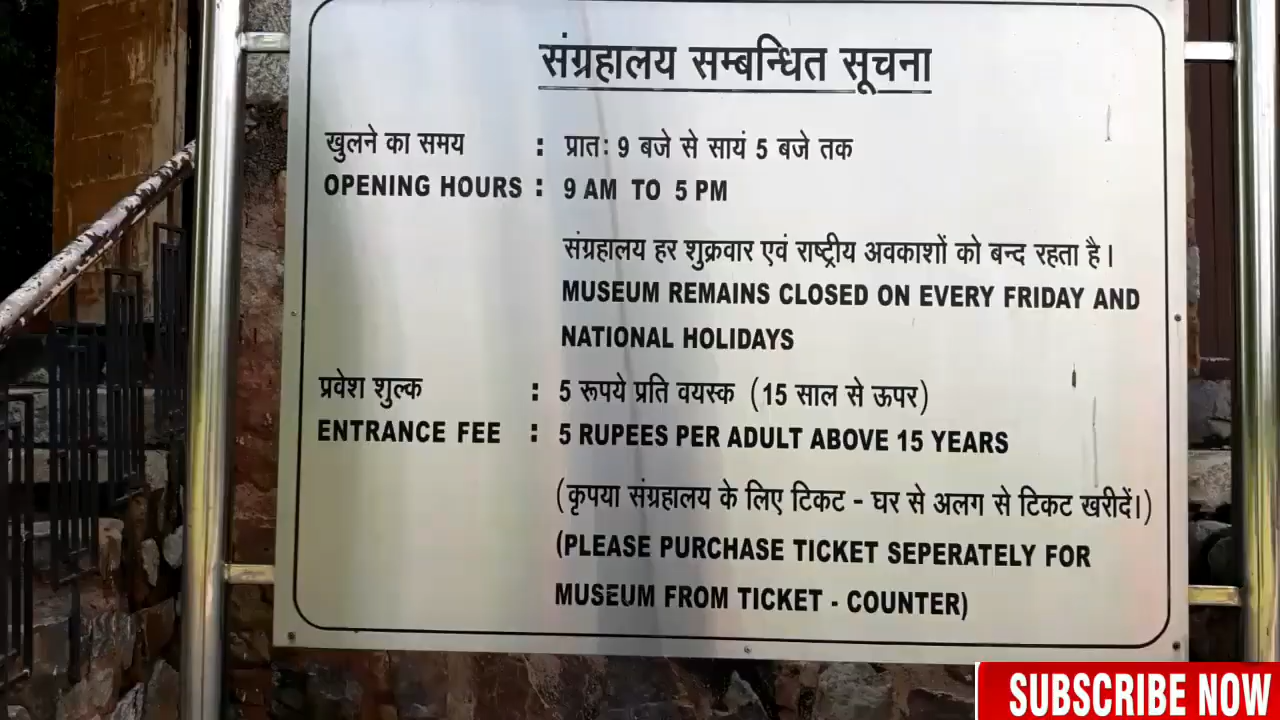 संग्रहालय सम्बन्धित सूचना
खुलने का समय : प्रात: 9 बजे से सायं 5 बजे तक
OPENING HOURS : 9 AM TO 5 PM
संग्रहालय हर शुक्रवार एवं राष्ट्रीय अवकाशों को बन्द रहता है।
MUSEUM REMAINS CLOSED ON EVERY FRIDAY AND
NATIONAL HOLIDAYS
प्रवेश शुल्क : 5 रूपये प्रति वयस्क (15 साल से ऊपर)
ENTRANCE FEE : 5 RUPEES PER ADULT ABOVE 15 YEARS
(कृपया संग्रहालय के लिए टिकट - घर से अलग से टिकट खरीदें।)
(PLEASE PURCHASE TICKET SEPERATELY FOR
MUSEUM FROM TICKET - COUNTER)
SUBSCRIBE NOW